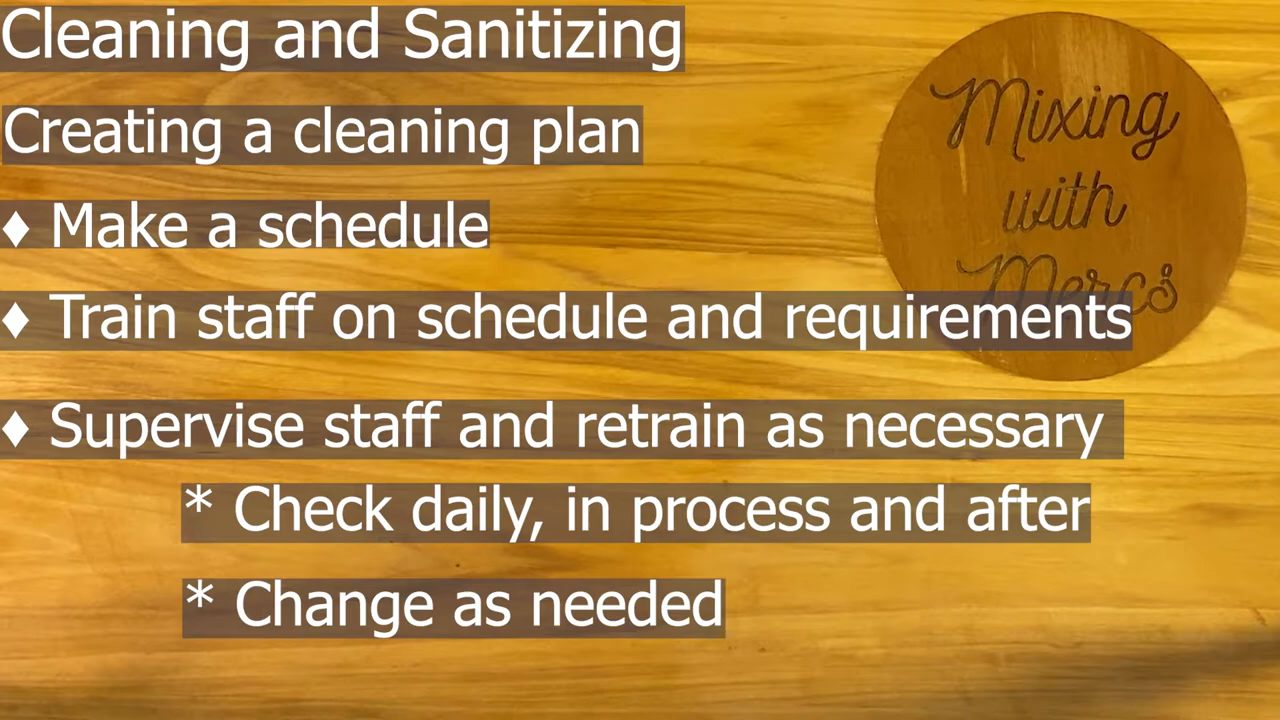 Cleaning and Sanitizing
Creating a cleaning plan
♦ Make a schedule
♦ Train staff on schedule and requirements
♦ Supervise staff and retrain as necessary
* Check daily, in process and after
* Change as needed
Mixing
with
Mercs